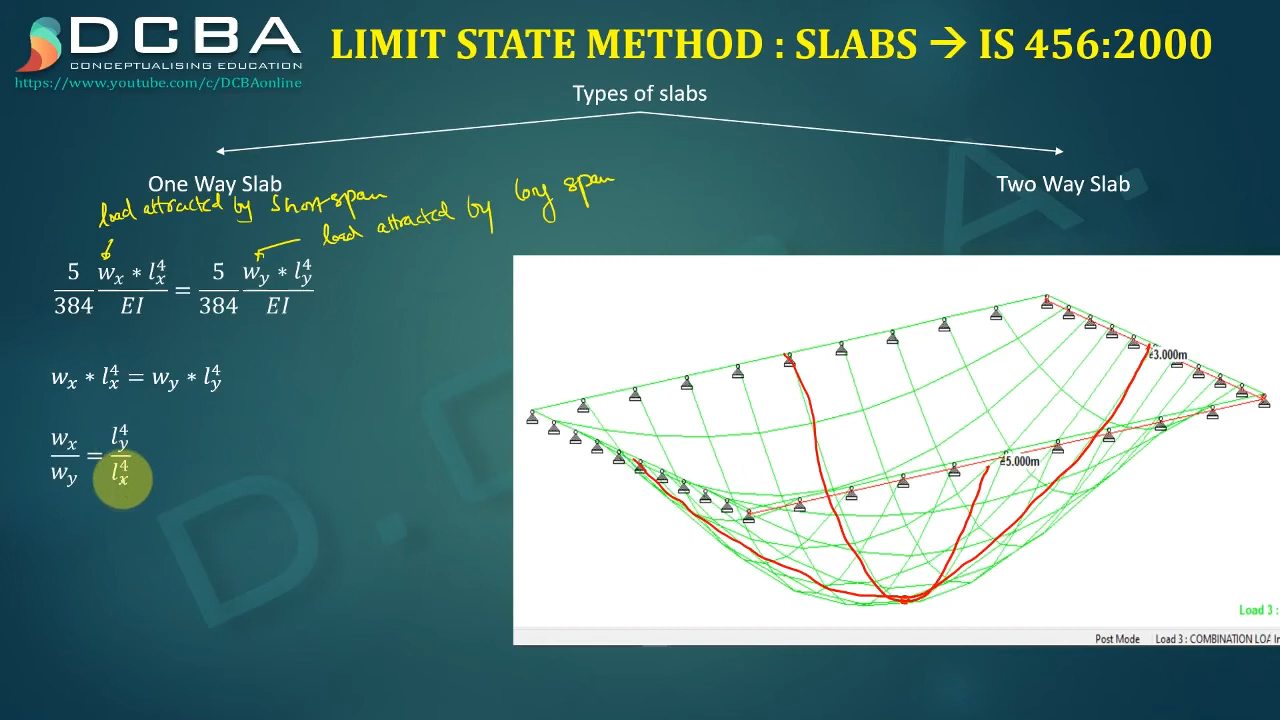 DCBA
CONCEPTUALISING EDUCATION
https://www.youtube.com/c/DCBAonline
LIMIT STATE METHOD : SLABS → IS 456:2000
Types of slabs
One Way Slab
Two Way Slab
load attracted by Short span
load attracted by long span
5/384 w_x * l_x^4 / EI = 5/384 w_y * l_y^4 / EI
w_x * l_x^4 = w_y * l_y^4
w_x / w_y = l_y^4 / l_x^4
3.000m
5.000m
Load 3 :
Post Mode
Load 3 : COMBINATION LOA
D.C.B.A.